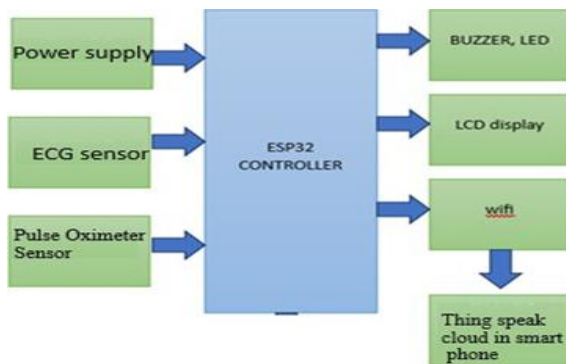 Power supply
ECG sensor
Pulse Oximeter
Sensor
ESP32
CONTROLLER
BUZZER, LED
LCD display
wifi
Thing speak
cloud in smart
phone